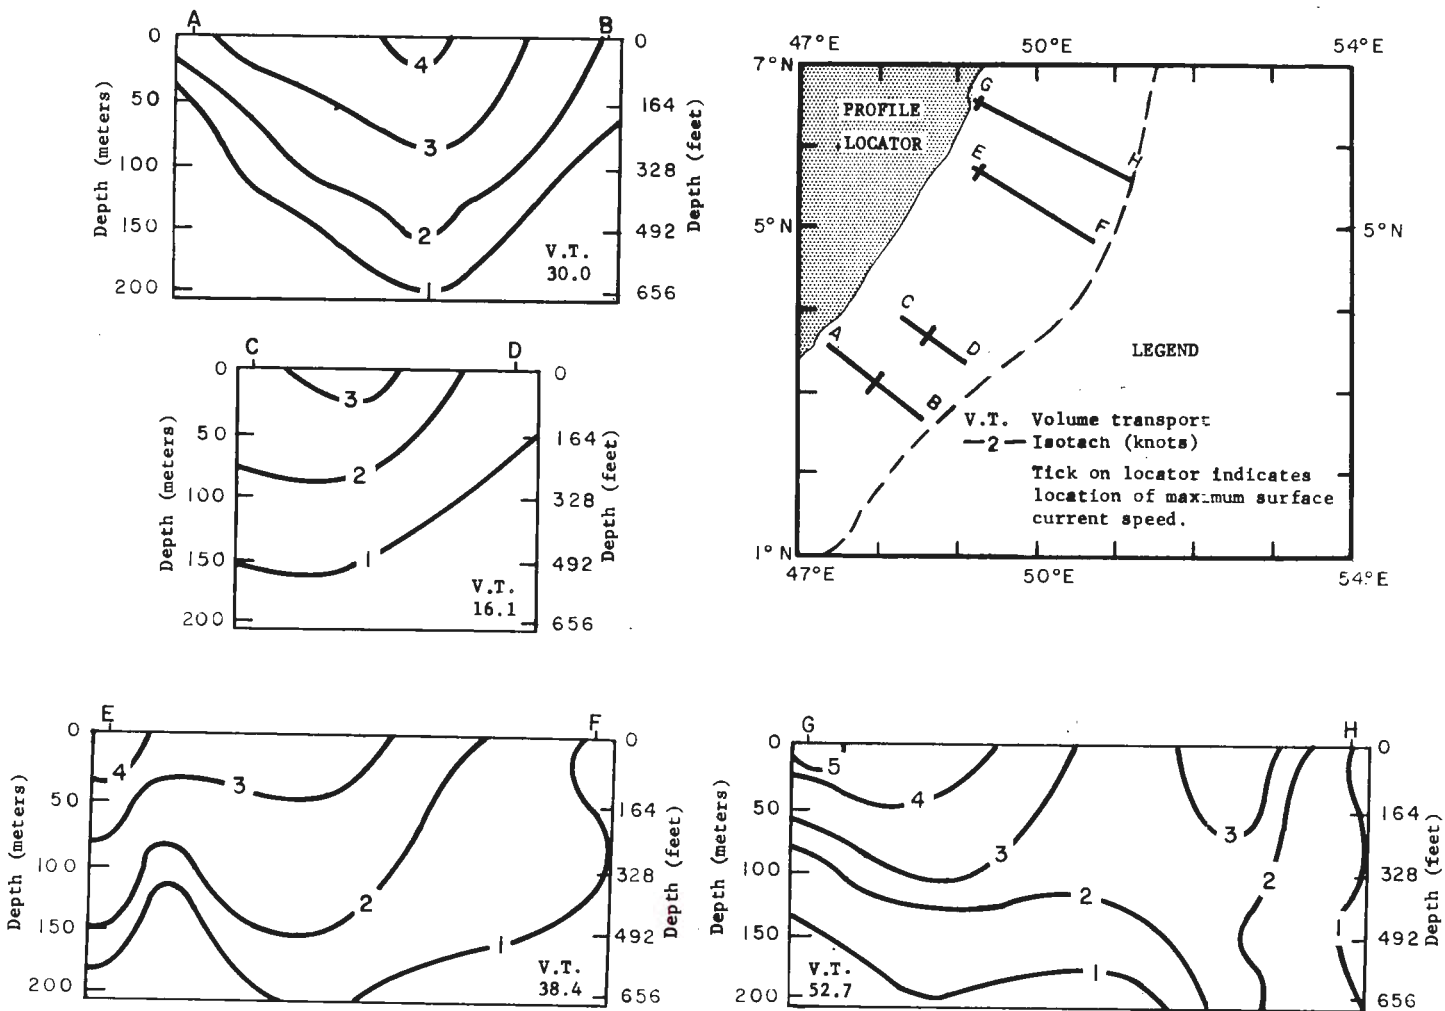 A B
0 0
50 164
100 328
150 492
200 656
Depth (meters)
Depth (feet)
4
3
2
1
V.T.
30.0
47°E 50°E 54°E
7°N
5°N 5°N
1°N
47°E 50°E 54°E
PROFILE
LOCATOR
G
H
E
F
C
D
A
B
LEGEND
V.T. Volume transport
2 Isotach (knots)
Tick on locator indicates
location of maximum surface
current speed.
C D
0 0
50 164
100 328
150 492
200 656
Depth (meters)
Depth (feet)
3
2
1
V.T.
16.1
E F
0 0
50 164
100 328
150 492
200 656
Depth (meters)
Depth (feet)
4
3
2
1
V.T.
38.4
G H
0 0
50 164
100 328
150 492
200 656
Depth (meters)
Depth (feet)
5
4
3
3
2
2
1
1
V.T.
52.7